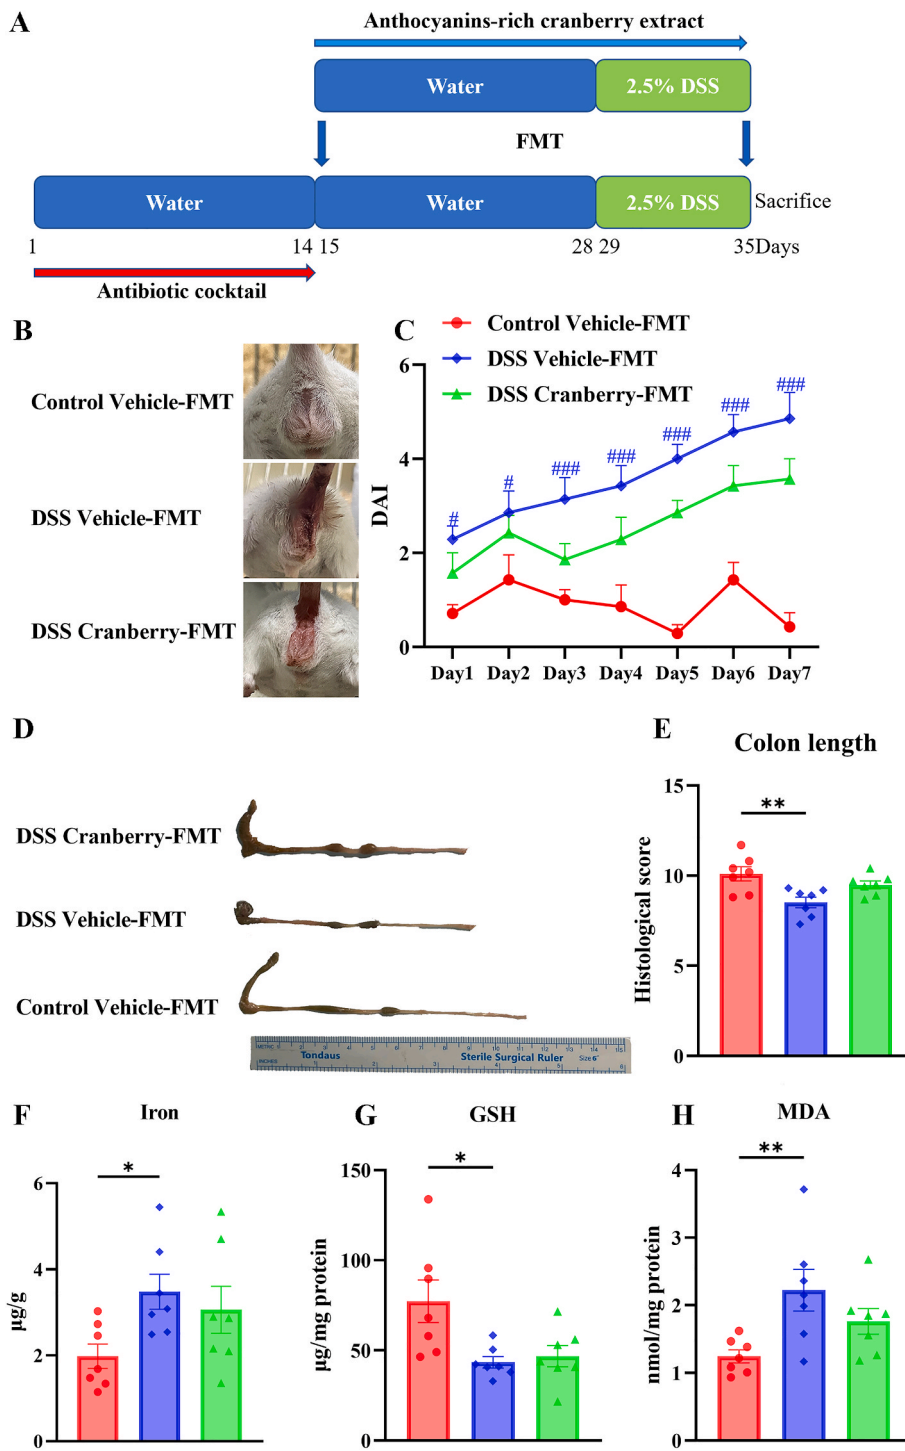 A
Anthocyanins-rich cranberry extract
Water
2.5% DSS
FMT
Water
Water
2.5% DSS
Sacrifice
1
14 15
28 29
35Days
Antibiotic cocktail
B
Control Vehicle-FMT
DSS Vehicle-FMT
DSS Cranberry-FMT
C
Control Vehicle-FMT
DSS Vehicle-FMT
DSS Cranberry-FMT
DAI
6
4
2
0
#
#
###
###
###
###
###
Day1 Day2 Day3 Day4 Day5 Day6 Day7
D
DSS Cranberry-FMT
DSS Vehicle-FMT
Control Vehicle-FMT
METRIC
Tondaus
Sterile Surgical Ruler
Size 6"
INCHES
E
Colon length
Histological score
15
10
5
0
**
F
Iron
µg/g
6
4
2
0
*
G
GSH
µg/mg protein
150
100
50
0
*
H
MDA
nmol/mg protein
4
3
2
1
0
**